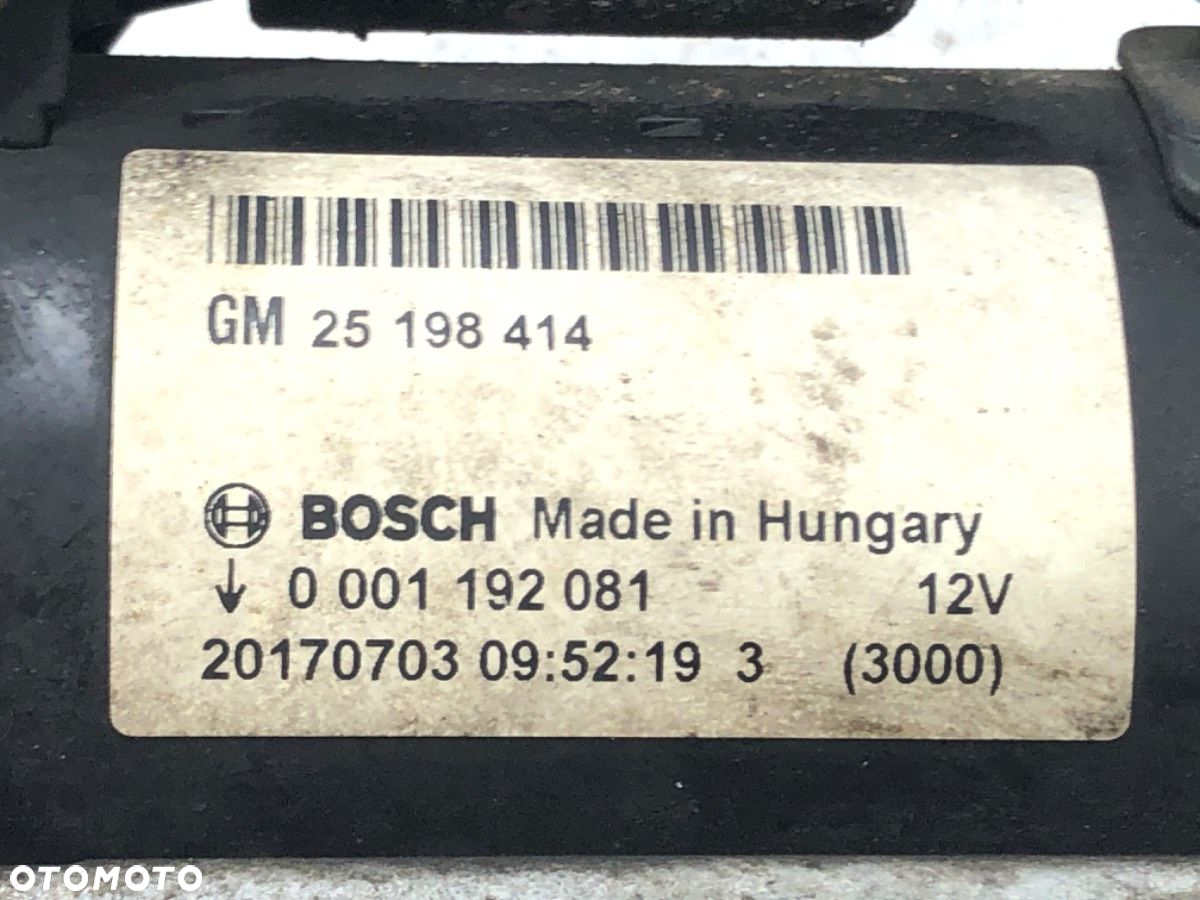 GM 25 198 414
BOSCH Made in Hungary
↓ 0 001 192 081 12V
20170703 09:52:19 3 (3000)
OTOMOTO